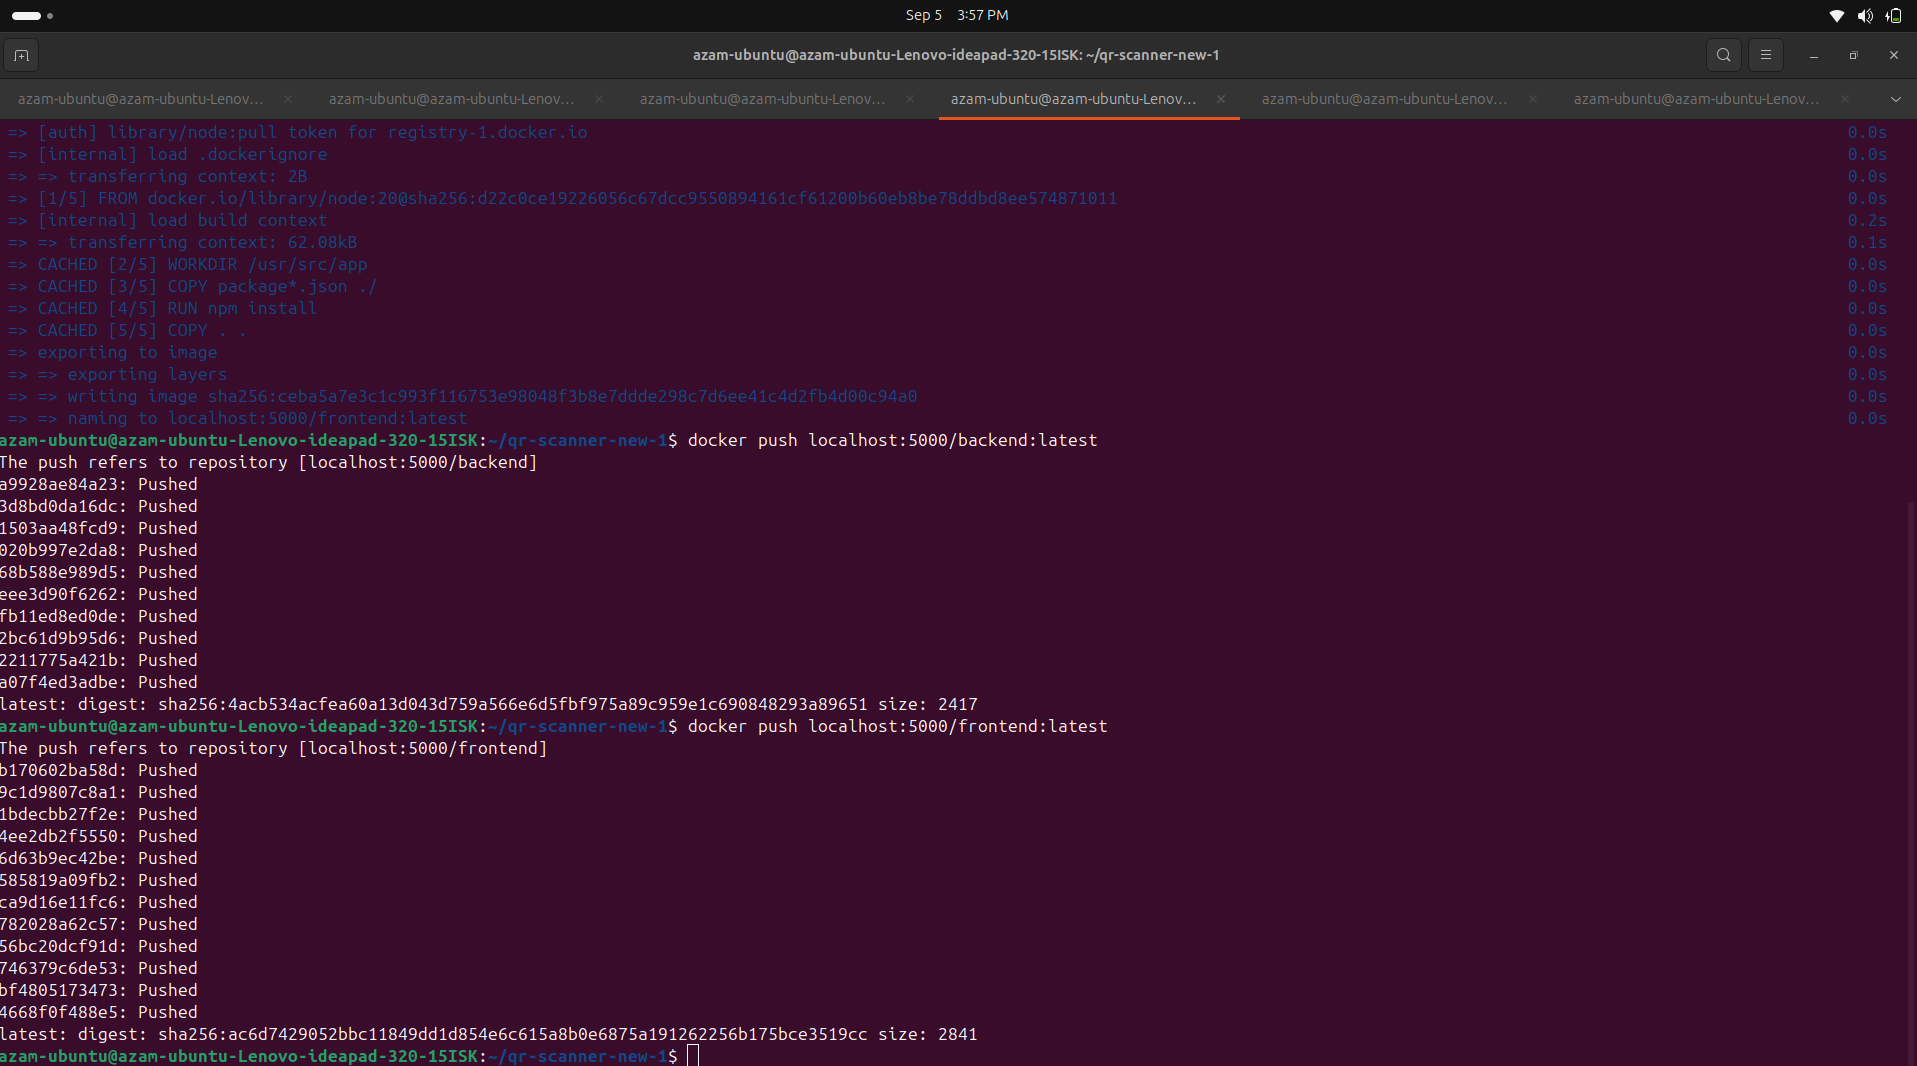 Sep 5 3:57 PM
azam-ubuntu@azam-ubuntu-Lenovo-ideapad-320-15ISK: ~/qr-scanner-new-1
azam-ubuntu@azam-ubuntu-Lenov... azam-ubuntu@azam-ubuntu-Lenov... azam-ubuntu@azam-ubuntu-Lenov... azam-ubuntu@azam-ubuntu-Lenov... azam-ubuntu@azam-ubuntu-Lenov... azam-ubuntu@azam-ubuntu-Lenov...
=> [auth] library/node:pull token for registry-1.docker.io 0.0s
=> [internal] load .dockerignore 0.0s
=> => transferring context: 2B 0.0s
=> [1/5] FROM docker.io/library/node:20@sha256:d22c0ce19226056c67dcc9550894161cf61200b60eb8be78ddbd8ee574871011 0.0s
=> [internal] load build context 0.2s
=> => transferring context: 62.08kB 0.1s
=> CACHED [2/5] WORKDIR /usr/src/app 0.0s
=> CACHED [3/5] COPY package*.json ./ 0.0s
=> CACHED [4/5] RUN npm install 0.0s
=> CACHED [5/5] COPY . . 0.0s
=> exporting to image 0.0s
=> => exporting layers 0.0s
=> => writing image sha256:ceba5a7e3c1c993f116753e98048f3b8e7ddde298c7d6ee41c4d2fb4d00c94a0 0.0s
=> => naming to localhost:5000/frontend:latest 0.0s
azam-ubuntu@azam-ubuntu-Lenovo-ideapad-320-15ISK:~/qr-scanner-new-1$ docker push localhost:5000/backend:latest
The push refers to repository [localhost:5000/backend]
a9928ae84a23: Pushed
3d8bd0da16dc: Pushed
1503aa48fcd9: Pushed
020b997e2da8: Pushed
68b588e989d5: Pushed
eee3d90f6262: Pushed
fb11ed8ed0de: Pushed
2bc61d9b95d6: Pushed
2211775a421b: Pushed
a07f4ed3adbe: Pushed
latest: digest: sha256:4acb534acfea60a13d043d759a566e6d5fbf975a89c959e1c690848293a89651 size: 2417
azam-ubuntu@azam-ubuntu-Lenovo-ideapad-320-15ISK:~/qr-scanner-new-1$ docker push localhost:5000/frontend:latest
The push refers to repository [localhost:5000/frontend]
b170602ba58d: Pushed
9c1d9807c8a1: Pushed
1bdecbb27f2e: Pushed
4ee2db2f5550: Pushed
6d63b9ec42be: Pushed
585819a09fb2: Pushed
ca9d16e11fc6: Pushed
782028a62c57: Pushed
56bc20dcf91d: Pushed
746379c6de53: Pushed
bf4805173473: Pushed
4668f0f488e5: Pushed
latest: digest: sha256:ac6d7429052bbc11849dd1d854e6c615a8b0e6875a191262256b175bce3519cc size: 2841
azam-ubuntu@azam-ubuntu-Lenovo-ideapad-320-15ISK:~/qr-scanner-new-1$